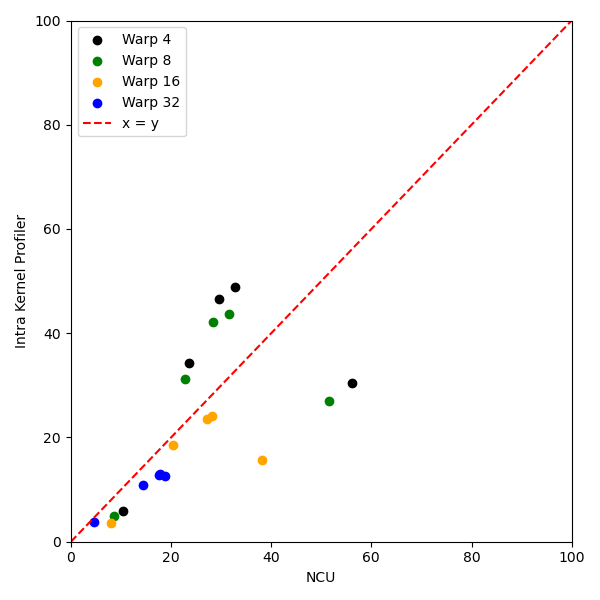 100
80
60
40
20
0
Intra Kernel Profiler
Warp 4
Warp 8
Warp 16
Warp 32
x = y
0 20 40 60 80 100
NCU